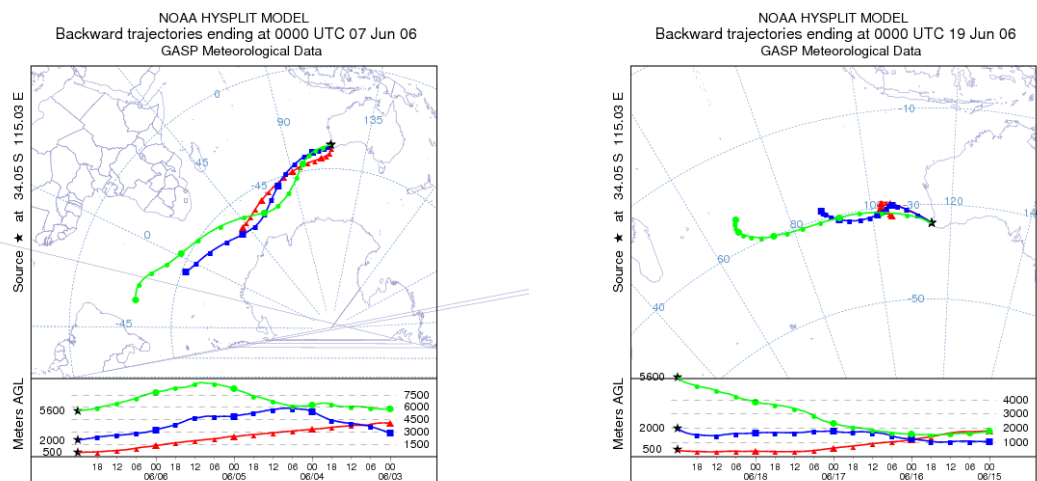 NOAA HYSPLIT MODEL
Backward trajectories ending at 0000 UTC 07 Jun 06
GASP Meteorological Data
Source ★ at 34.05 S 115.03 E
0
90
135
45
-45
0
-45
Meters AGL
5600
2000
500
7500
6000
4500
3000
1500
18 12 06 00 18 12 06 00 18 12 06 00 18 12 06 00
06/06 06/05 06/04 06/03
NOAA HYSPLIT MODEL
Backward trajectories ending at 0000 UTC 19 Jun 06
GASP Meteorological Data
Source ★ at 34.05 S 115.03 E
-10
100
-30
120
140
80
60
40
-50
Meters AGL
5600
2000
500
4000
3000
2000
1000
18 12 06 00 18 12 06 00 18 12 06 00 18 12 06 00
06/18 06/17 06/16 06/15